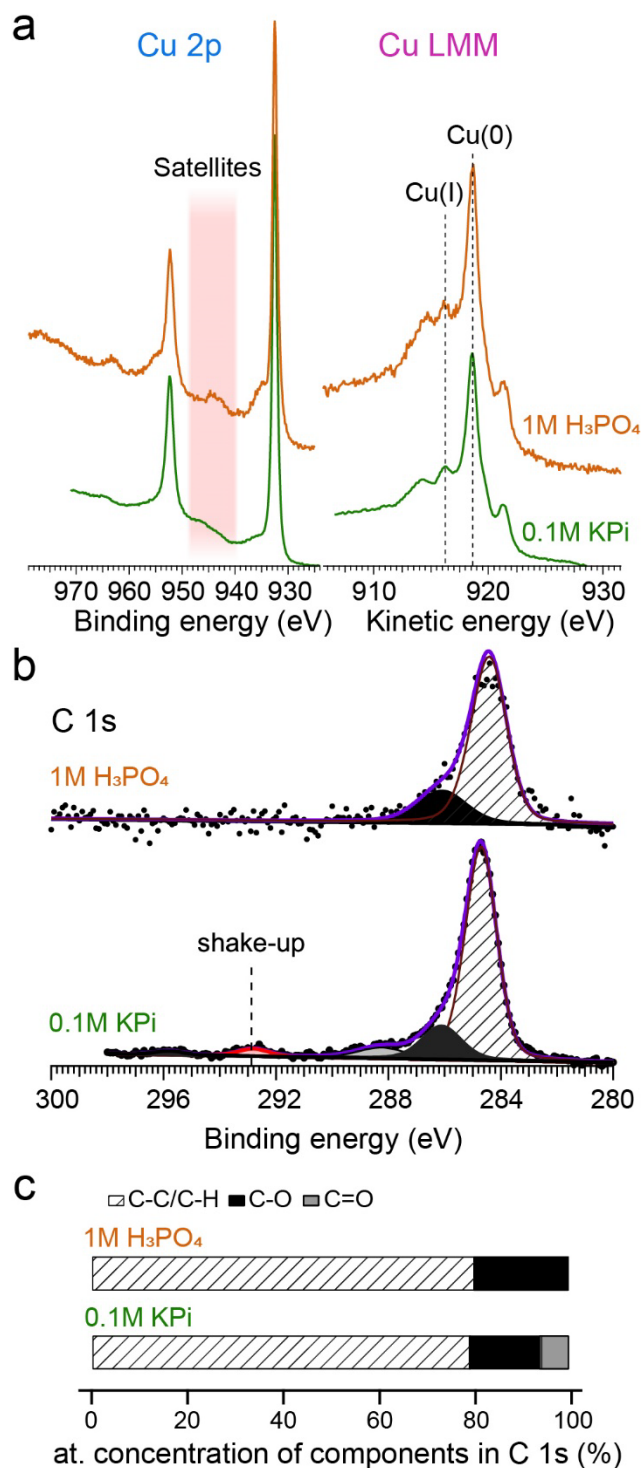 a
Cu 2p
Cu LMM
Satellites
Cu(0)
Cu(I)
1M H₃PO₄
0.1M KPi
970 960 950 940 930
910 920 930
Binding energy (eV)
Kinetic energy (eV)
b
C 1s
1M H₃PO₄
shake-up
0.1M KPi
300 296 292 288 284 280
Binding energy (eV)
c
C-C/C-H C-O C=O
1M H₃PO₄
0.1M KPi
0 20 40 60 80 100
at. concentration of components in C 1s (%)